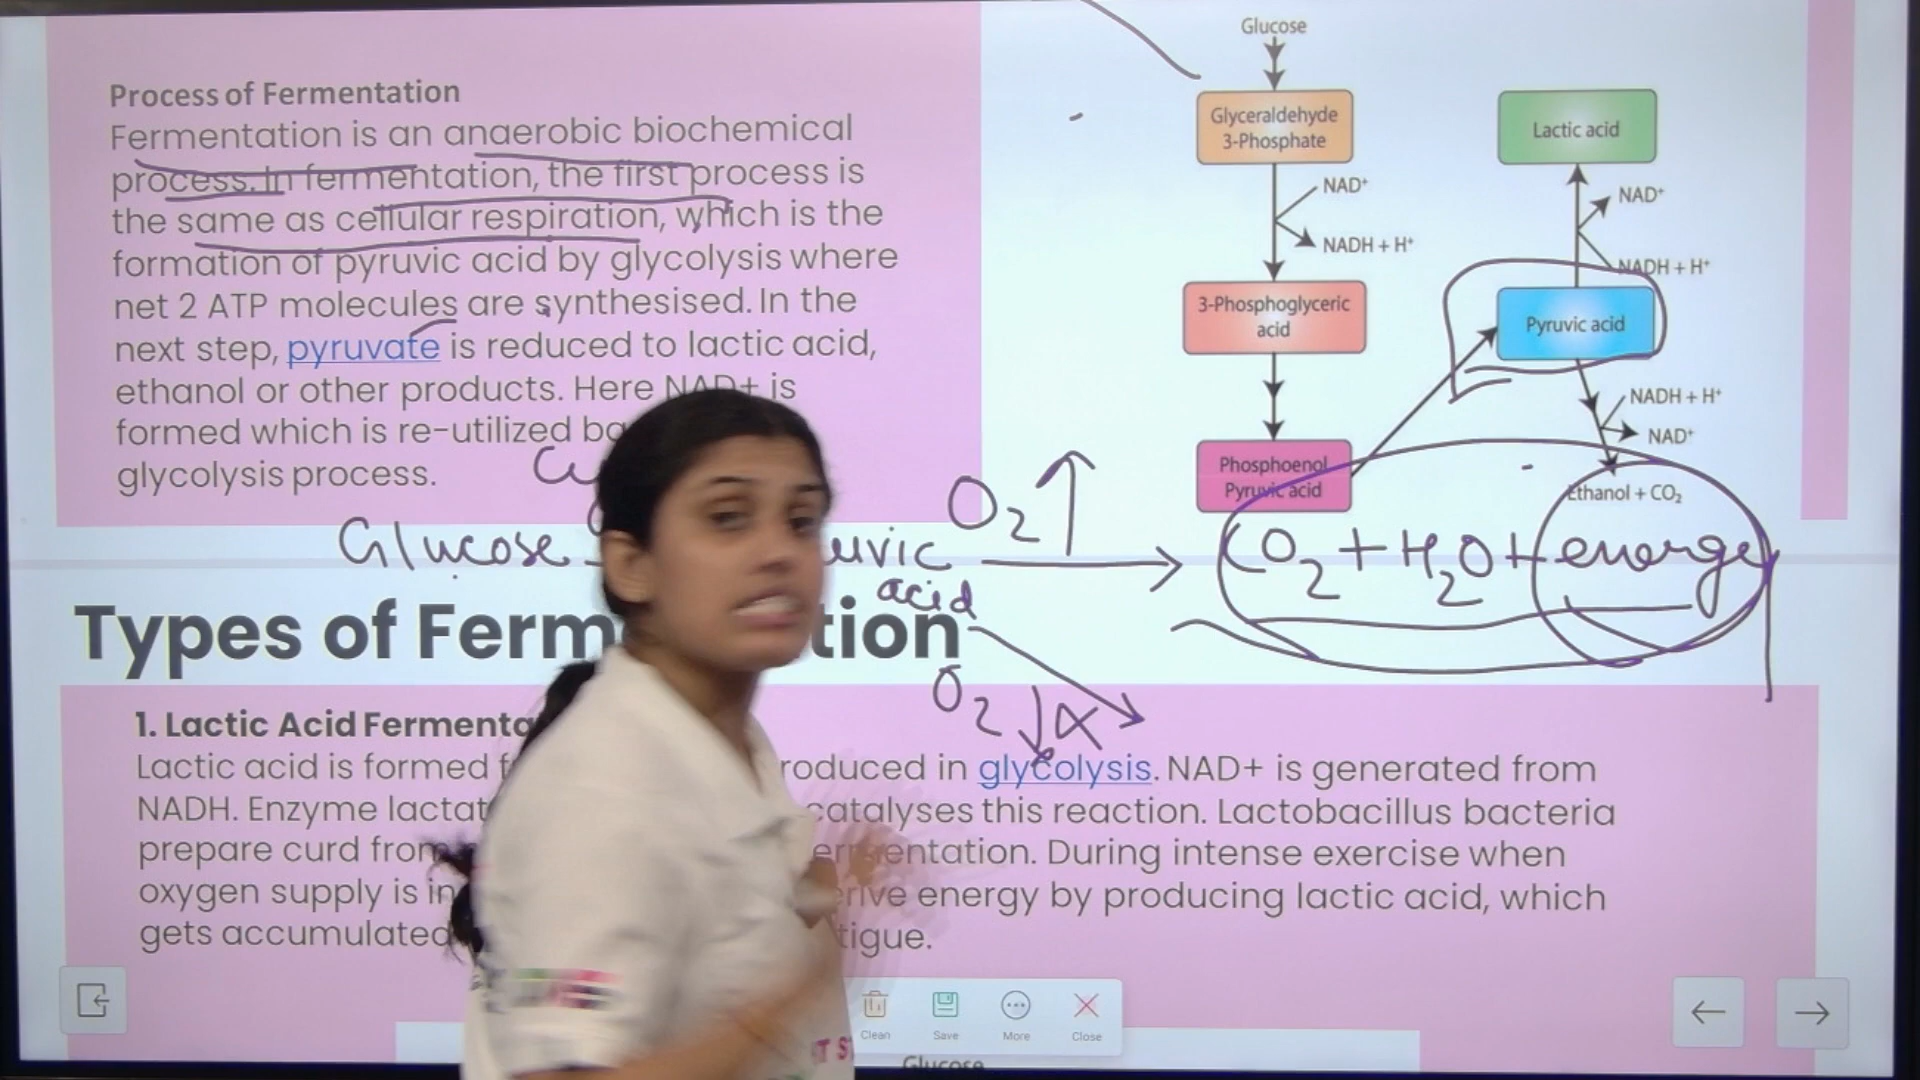 Process of Fermentation
Fermentation is an anaerobic biochemical
process. In fermentation, the first process is
the same as cellular respiration, which is the
formation of pyruvic acid by glycolysis where
net 2 ATP molecules are synthesised. In the
next step, pyruvate is reduced to lactic acid,
ethanol or other products. Here NAD+ is
formed which is re-utilized
glycolysis process.
Glucose
Glyceraldehyde
3-Phosphate
NAD⁺
NADH + H⁺
3-Phosphoglyceric
acid
Phosphoenol
Pyruvic acid
Lactic acid
NAD⁺
NADH + H⁺
Pyruvic acid
NADH + H⁺
NAD⁺
Ethanol + CO₂
O₂↑
Glucose uvic → CO₂ + H₂O + energy
acid
O₂↓
Types of Ferm tion
1. Lactic Acid Fermenta
Lactic acid is formed roduced in glycolysis. NAD+ is generated from
NADH. Enzyme lactat catalyses this reaction. Lactobacillus bacteria
prepare curd from ermentation. During intense exercise when
oxygen supply is in erive energy by producing lactic acid, which
gets accumulated tigue.
Clean Save More Close
Glucose